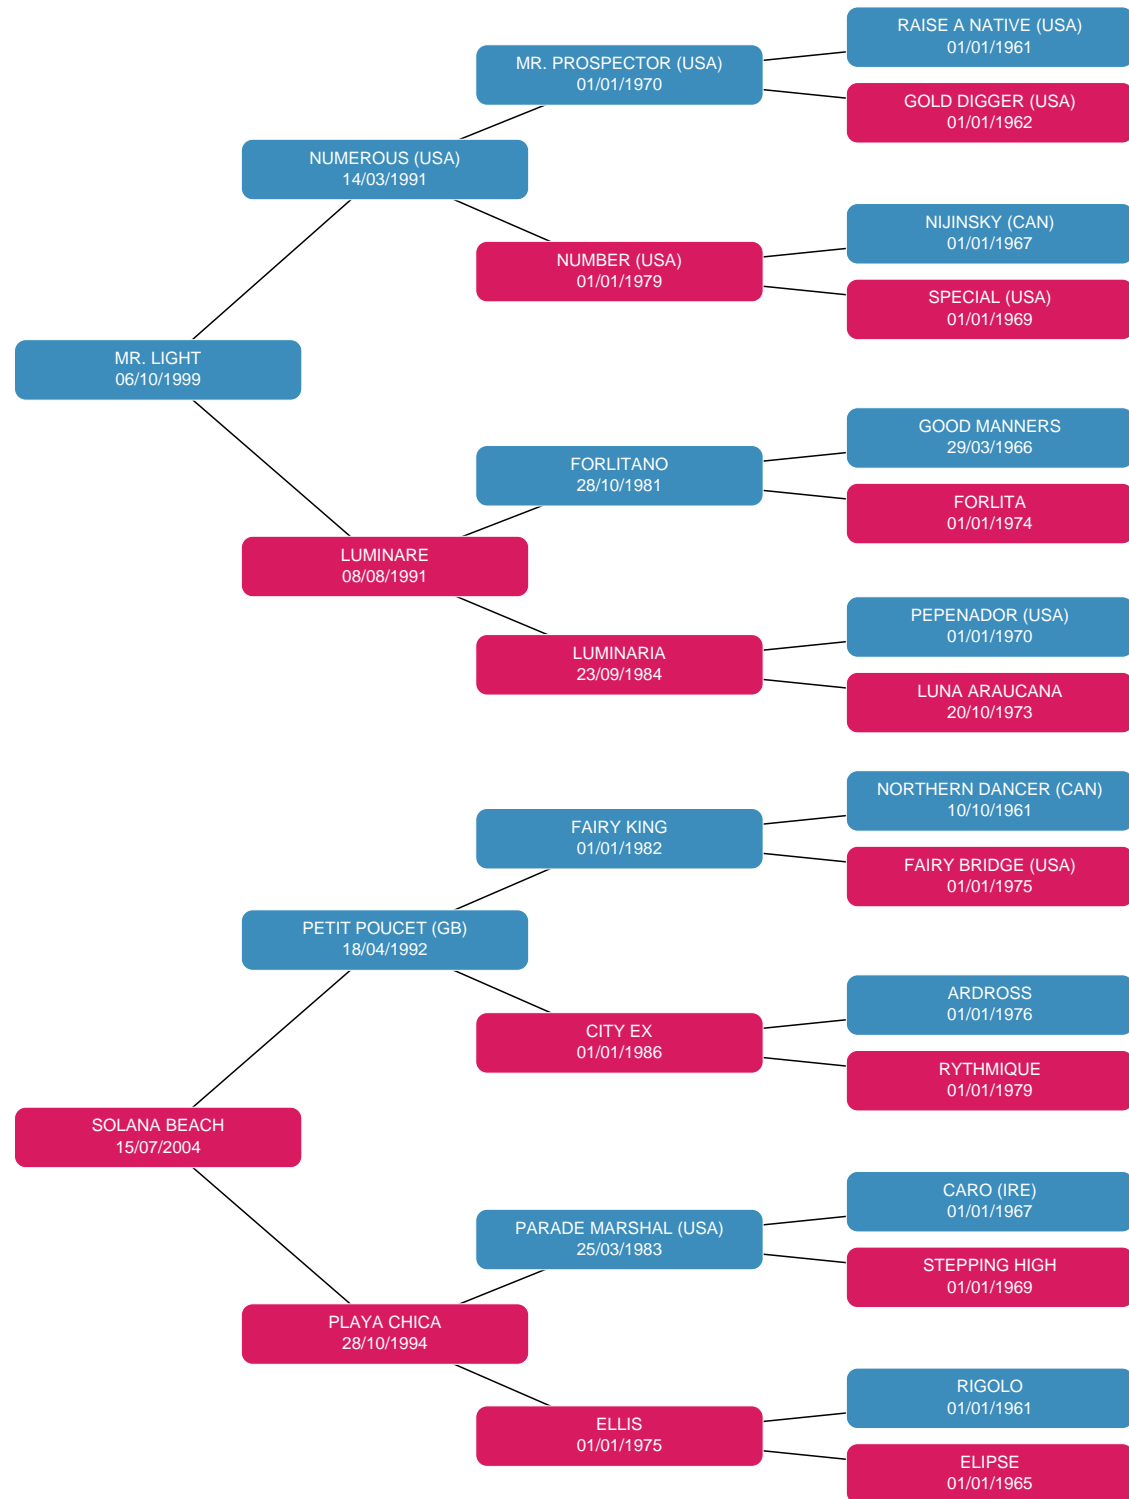 RAISE A NATIVE (USA)
01/01/1961
MR. PROSPECTOR (USA)
01/01/1970
GOLD DIGGER (USA)
01/01/1962
NUMEROUS (USA)
14/03/1991
NIJINSKY (CAN)
01/01/1967
NUMBER (USA)
01/01/1979
SPECIAL (USA)
01/01/1969
MR. LIGHT
06/10/1999
GOOD MANNERS
29/03/1966
FORLITANO
28/10/1981
FORLITA
01/01/1974
LUMINARE
08/08/1991
PEPENADOR (USA)
01/01/1970
LUMINARIA
23/09/1984
LUNA ARAUCANA
20/10/1973
NORTHERN DANCER (CAN)
10/10/1961
FAIRY KING
01/01/1982
FAIRY BRIDGE (USA)
01/01/1975
PETIT POUCET (GB)
18/04/1992
ARDROSS
01/01/1976
CITY EX
01/01/1986
RYTHMIQUE
01/01/1979
SOLANA BEACH
15/07/2004
CARO (IRE)
01/01/1967
PARADE MARSHAL (USA)
25/03/1983
STEPPING HIGH
01/01/1969
PLAYA CHICA
28/10/1994
RIGOLO
01/01/1961
ELLIS
01/01/1975
ELIPSE
01/01/1965